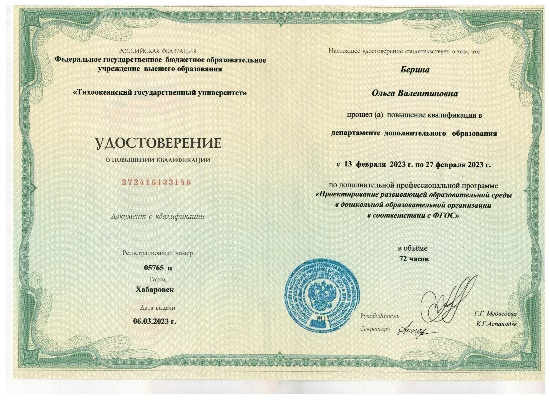 РОССИЙСКАЯ ФЕДЕРАЦИЯ
Федеральное государственное бюджетное образовательное
учреждение высшего образования
«Тихоокеанский государственный университет»
УДОСТОВЕРЕНИЕ
О ПОВЫШЕНИИ КВАЛИФИКАЦИИ
272416133146
Документ о квалификации
Регистрационный номер
05765 п
Город
Хабаровск
Дата выдачи
06.03.2023 г.
Настоящее удостоверение свидетельствует о том, что
Берина
Ольга Валентиновна
прошел (а) повышение квалификации в
департаменте дополнительного образования
с 13 февраля 2023 г. по 27 февраля 2023 г.
по дополнительной профессиональной программе
«Проектирование развивающей образовательной среды
в дошкольной образовательной организации
в соответствии с ФГОС»
в объёме
72 часов
Руководитель
Секретарь